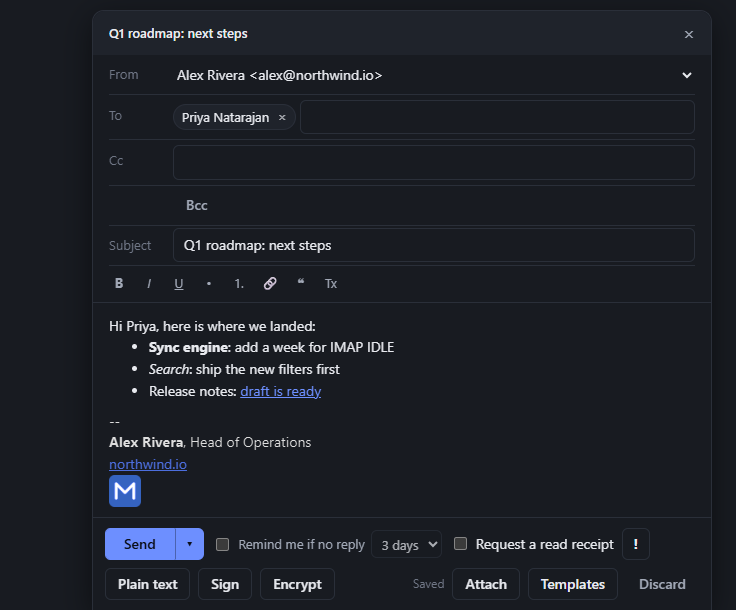 Q1 roadmap: next steps ×
From Alex Rivera <alex@northwind.io>
To Priya Natarajan ×
Cc
Bcc
Subject Q1 roadmap: next steps
B I U • 1. 🔗 ❝ Tx
Hi Priya, here is where we landed:
• Sync engine: add a week for IMAP IDLE
• Search: ship the new filters first
• Release notes: draft is ready
--
Alex Rivera, Head of Operations
northwind.io
M
Send ▾ Remind me if no reply 3 days Request a read receipt !
Plain text Sign Encrypt Saved Attach Templates Discard